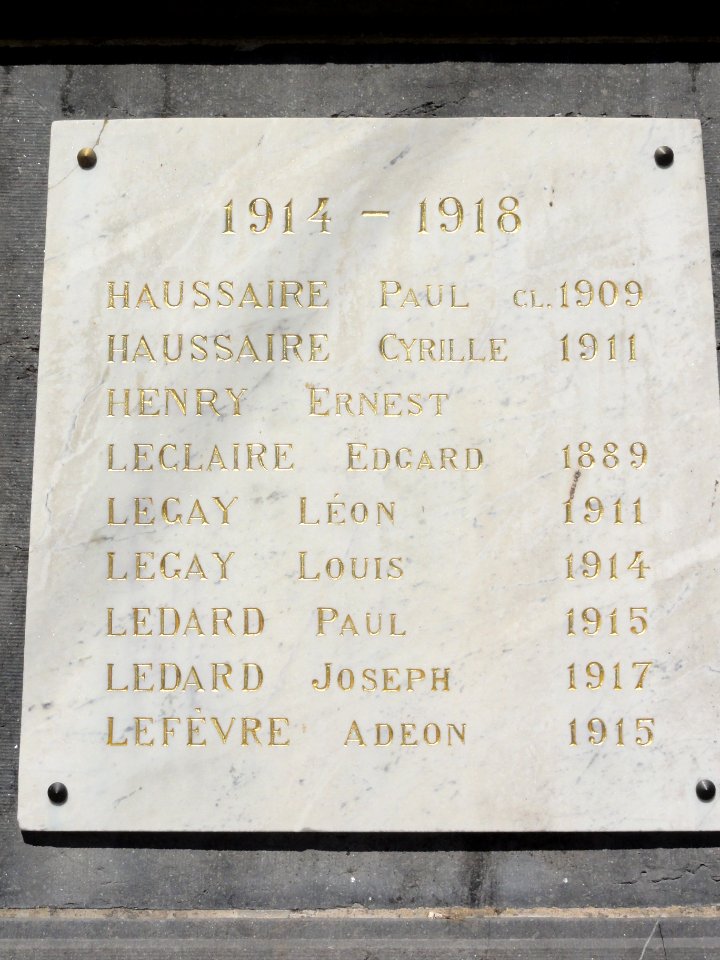 1914 - 1918
HAUSSAIRE PAUL CL. 1909
HAUSSAIRE CYRILLE 1911
HENRY ERNEST
LECLAIRE EDGARD 1889
LEGAY LÉON 1911
LEGAY LOUIS 1914
LEDARD PAUL 1915
LEDARD JOSEPH 1917
LEFÈVRE ADEON 1915